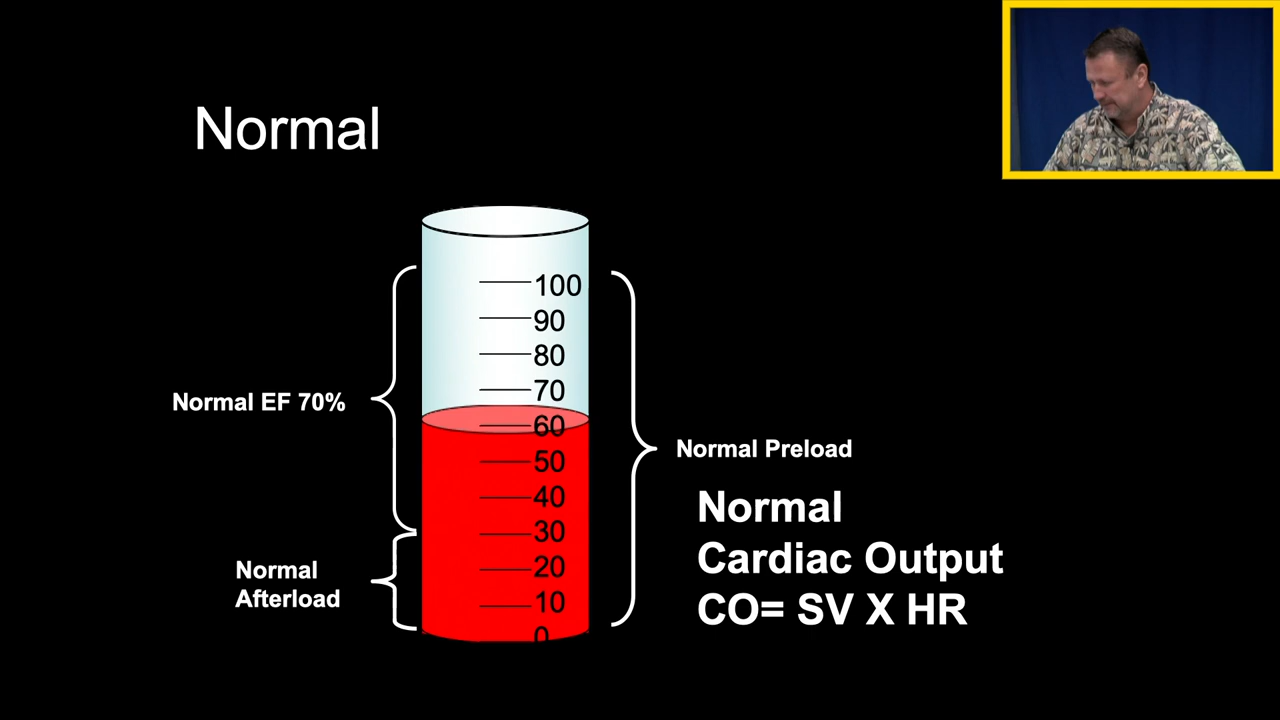 Normal
100
90
80
70
60
50
40
30
20
10
0
Normal EF 70%
Normal
Afterload
Normal Preload
Normal
Cardiac Output
CO= SV X HR